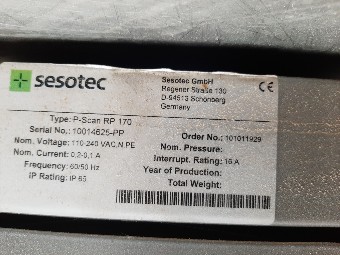 sesotec
Sesotec GmbH
Regener Straße 130
D-94513 Schönberg
Germany
Type: P-Scan RP 170
Serial No.: 10014625-PP
Nom. Voltage: 110-240 VAC,N,PE
Nom. Current: 0,2-0,1 A
Frequency: 60/50 Hz
IP Rating: IP 65
Order No.: 101011929
Nom. Pressure:
Interrupt. Rating: 16 A
Year of Production:
Total Weight: